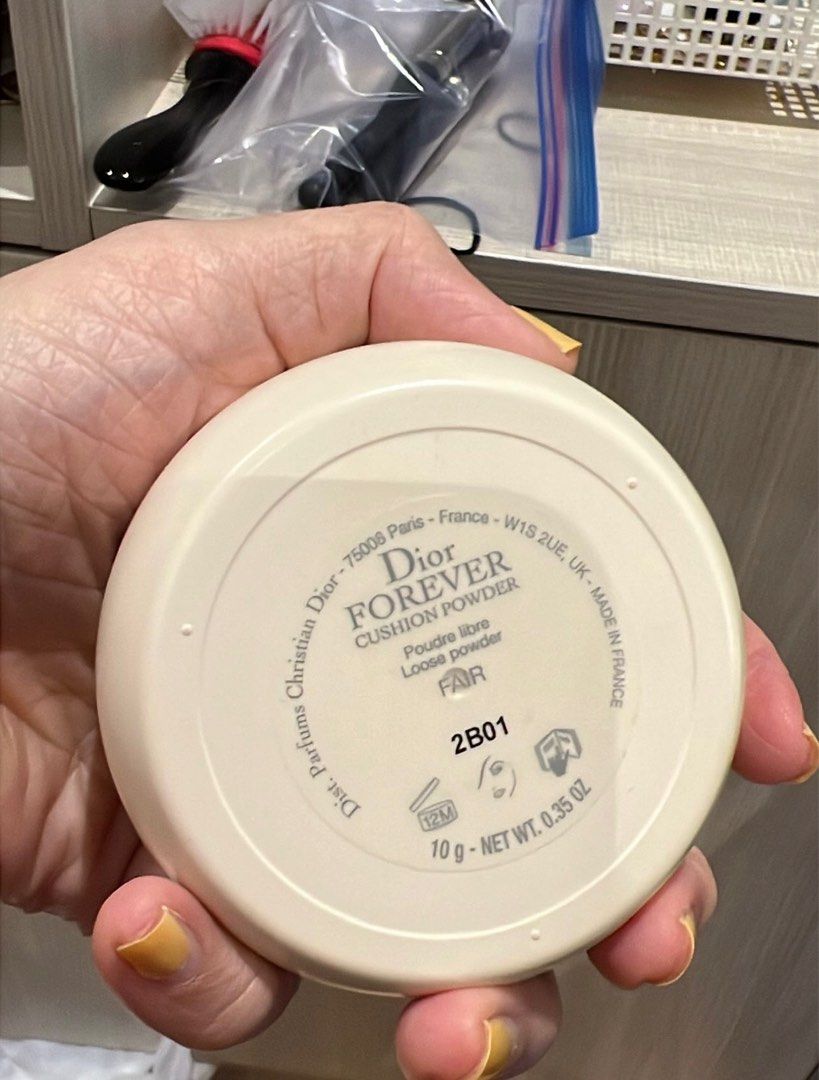 Dist. Parfums Christian Dior - 75008 Paris - France - W1S 2UE, UK - MADE IN FRANCE
Dior
FOREVER
CUSHION POWDER
Poudre libre
Loose powder
FAIR
2B01
12M
10 g - NET WT. 0.35 OZ